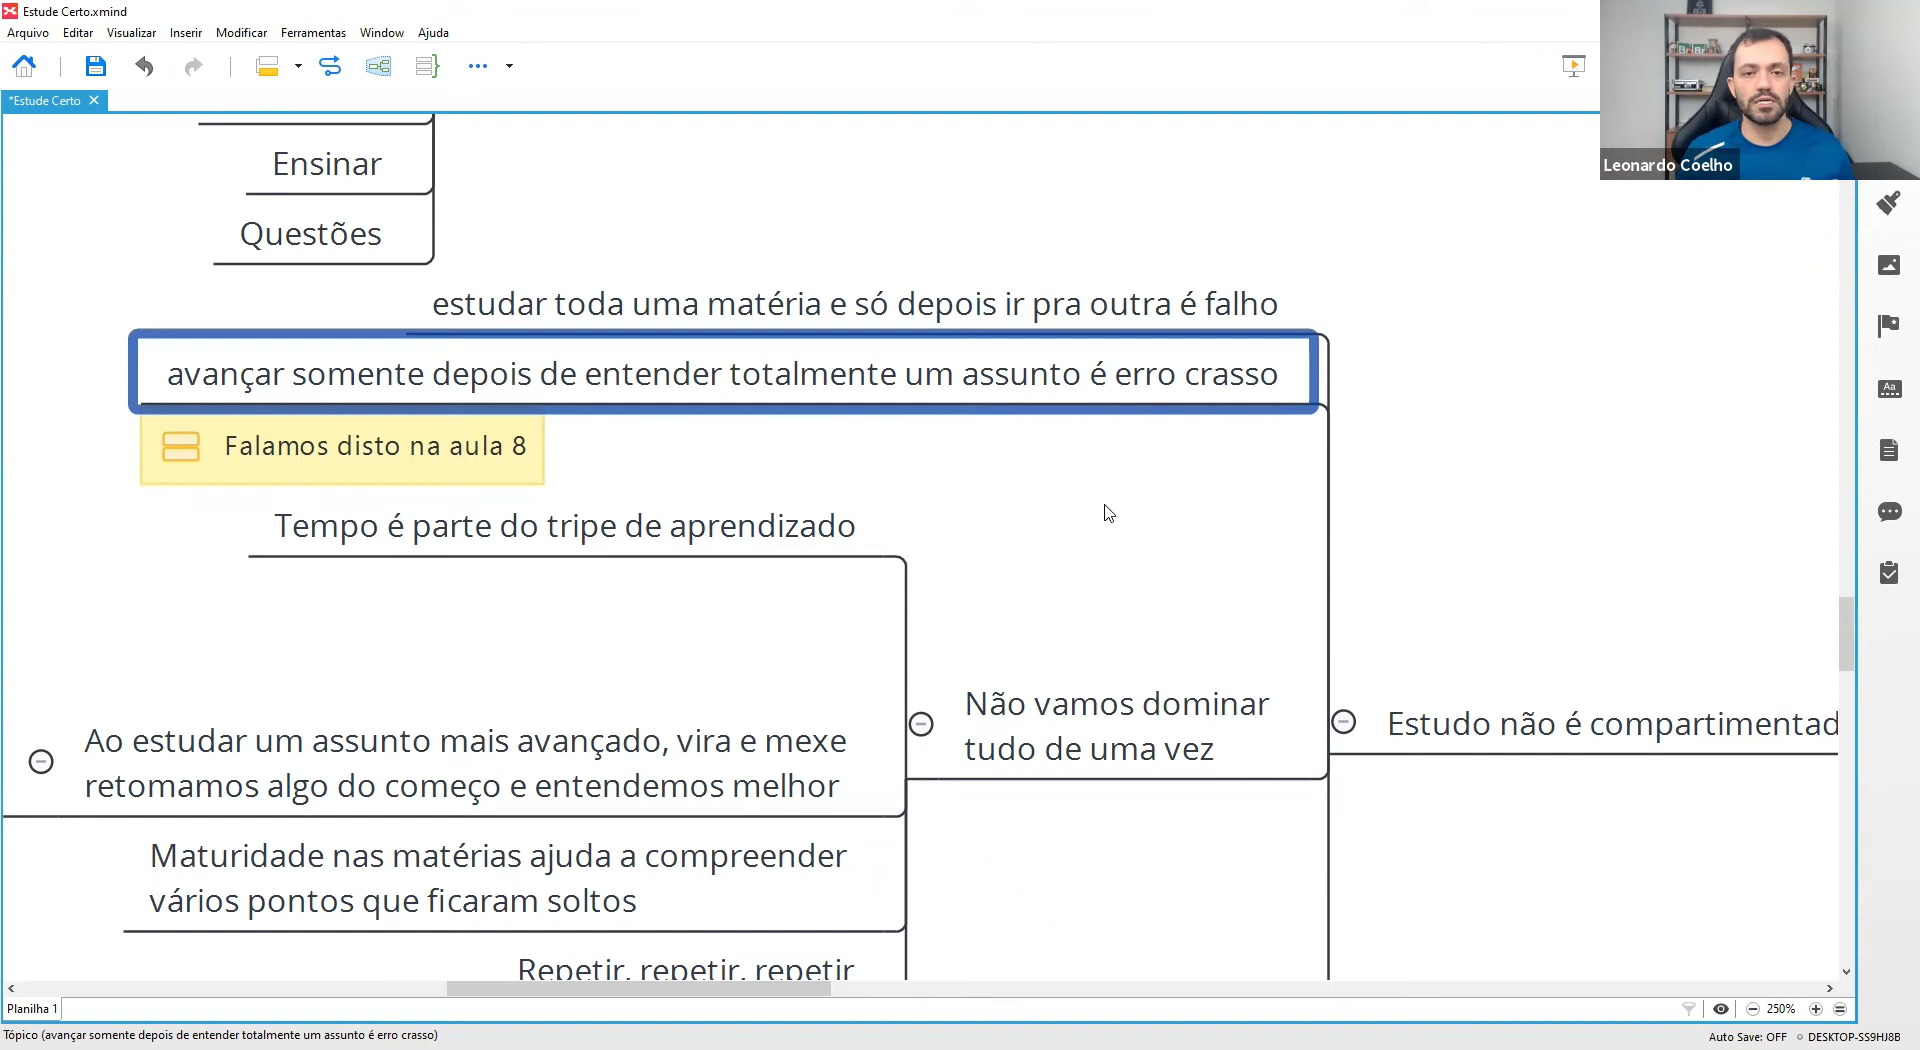 Estude Certo.xmind
Arquivo Editar Visualizar Inserir Modificar Ferramentas Window Ajuda
*Estude Certo
Leonardo Coelho
Ensinar
Questões
estudar toda uma matéria e só depois ir pra outra é falho
avançar somente depois de entender totalmente um assunto é erro crasso
Falamos disto na aula 8
Tempo é parte do tripe de aprendizado
Ao estudar um assunto mais avançado, vira e mexe
retomamos algo do começo e entendemos melhor
Maturidade nas matérias ajuda a compreender
vários pontos que ficaram soltos
Repetir, repetir, repetir
Não vamos dominar
tudo de uma vez
Estudo não é compartimentad
Aa
Planilha 1
250%
Tópico (avançar somente depois de entender totalmente um assunto é erro crasso)
Auto Save: OFF
DESKTOP-SS9HJ8B